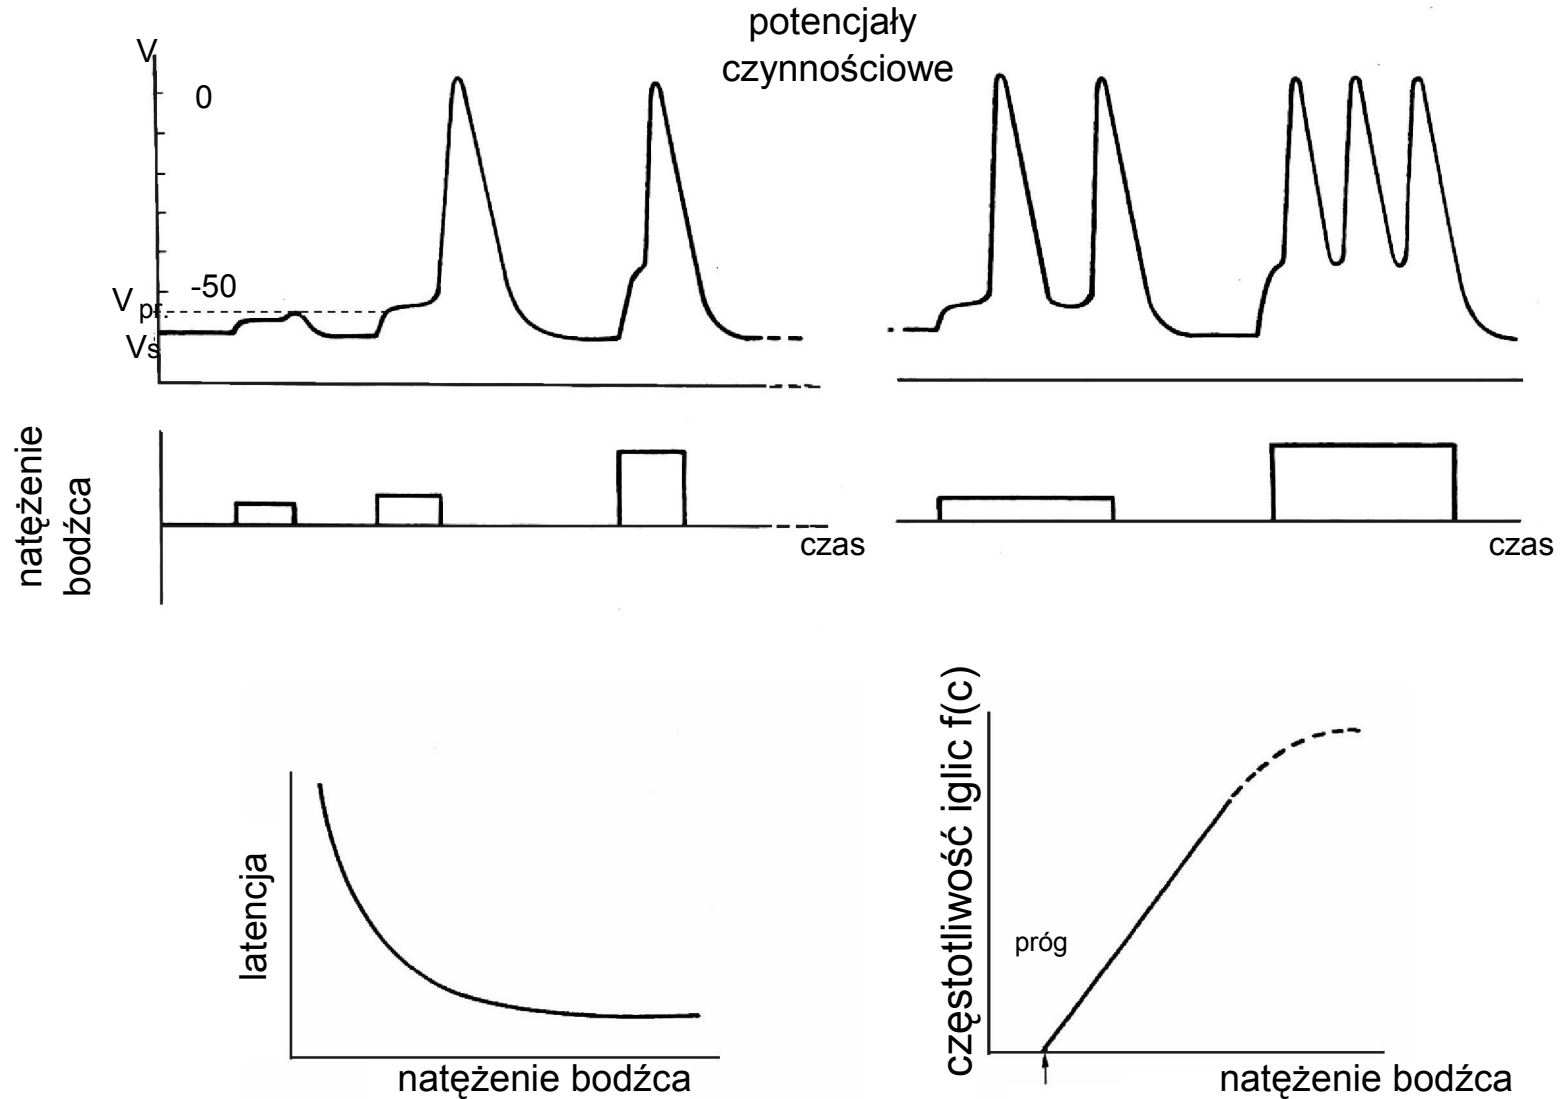 potencjały
czynnościowe
V
0
-50
V pr.
Vs
natężenie
bodźca
czas
czas
latencja
natężenie bodźca
częstotliwość iglic f(c)
próg
natężenie bodźca